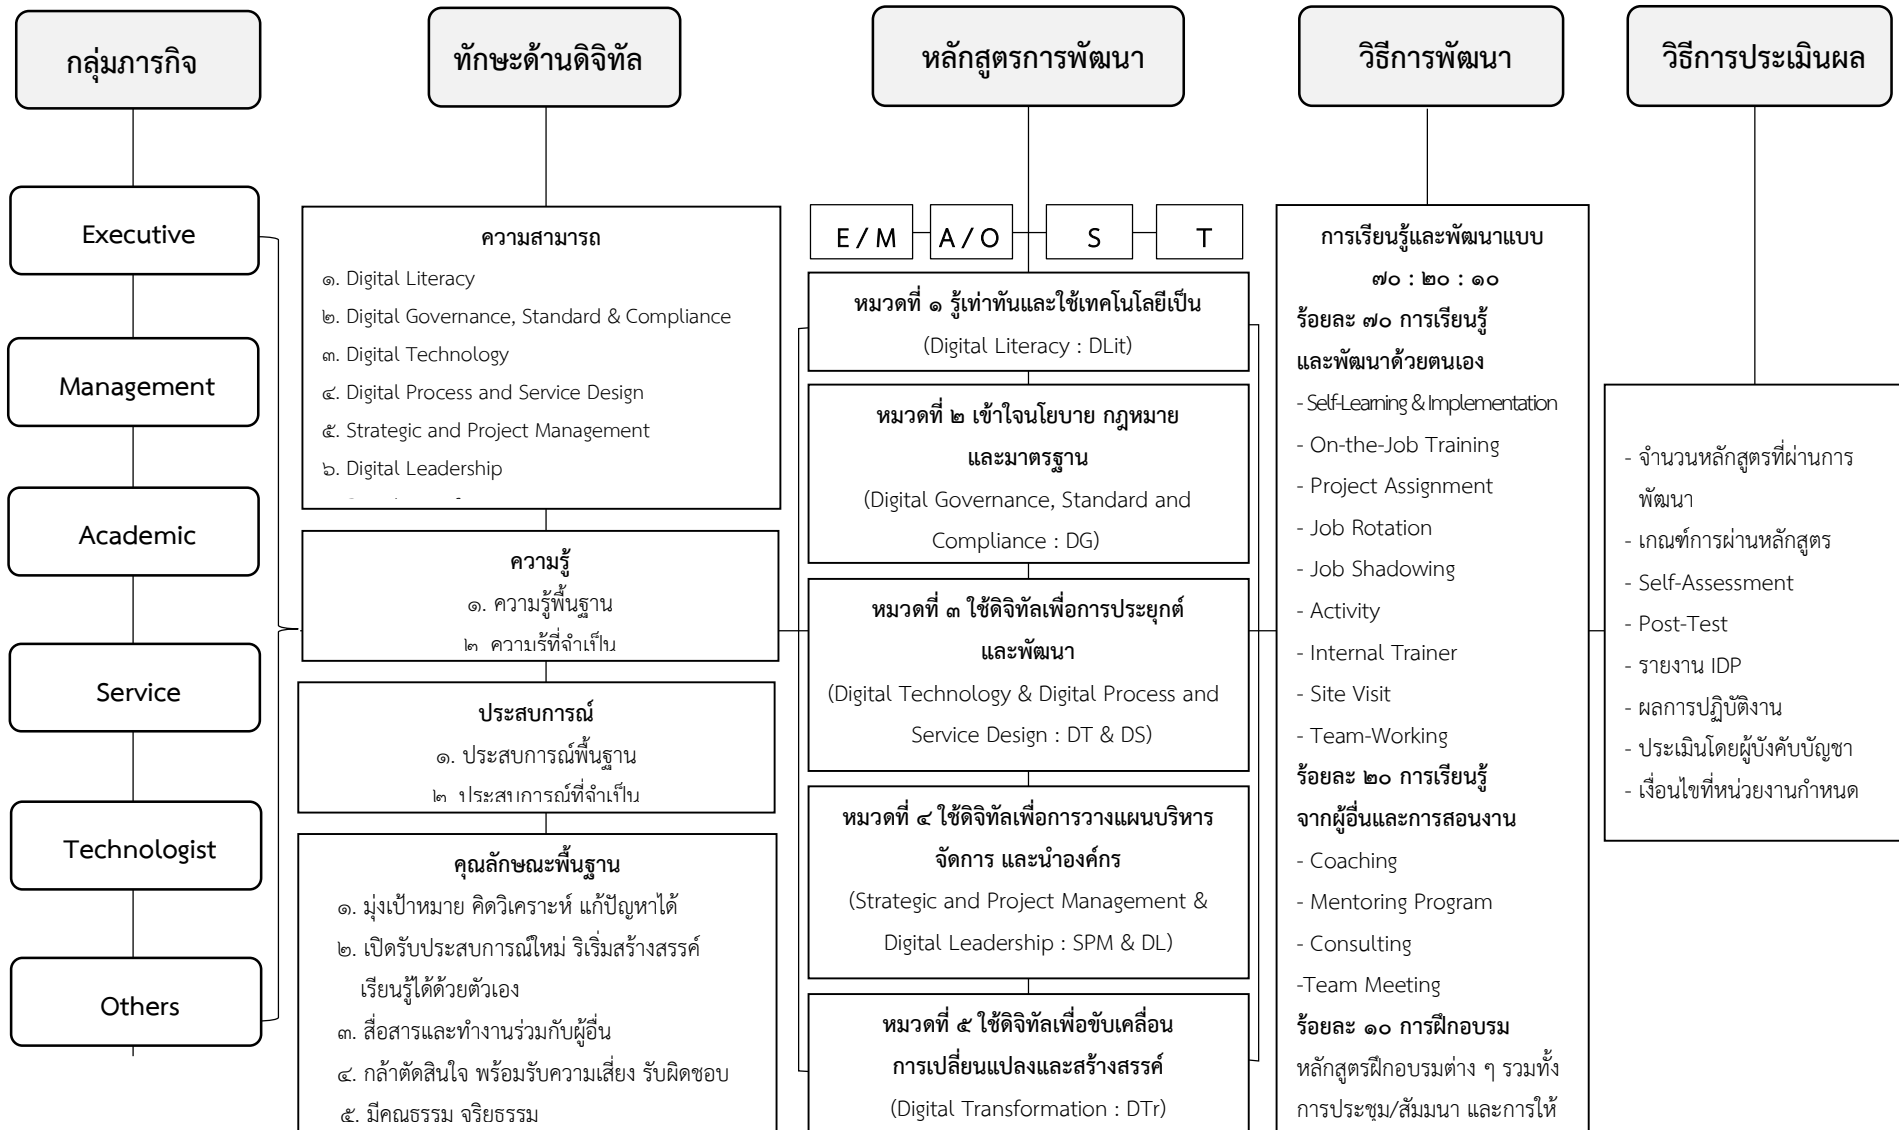 กลุ่มภารกิจ
ทักษะด้านดิจิทัล
หลักสูตรการพัฒนา
วิธีการพัฒนา
วิธีการประเมินผล
Executive
Management
Academic
Service
Technologist
Others
ความสามารถ
๑. Digital Literacy
๒. Digital Governance, Standard & Compliance
๓. Digital Technology
๔. Digital Process and Service Design
๕. Strategic and Project Management
๖. Digital Leadership
ความรู้
๑. ความรู้พื้นฐาน
๒. ความรู้ที่จำเป็น
ประสบการณ์
๑. ประสบการณ์พื้นฐาน
๒. ประสบการณ์ที่จำเป็น
คุณลักษณะพื้นฐาน
๑. มุ่งเป้าหมาย คิดวิเคราะห์ แก้ปัญหาได้
๒. เปิดรับประสบการณ์ใหม่ ริเริ่มสร้างสรรค์
เรียนรู้ได้ด้วยตัวเอง
๓. สื่อสารและทำงานร่วมกับผู้อื่น
๔. กล้าตัดสินใจ พร้อมรับความเสี่ยง รับผิดชอบ
๕. มีคุณธรรม จริยธรรม
E/M
A/O
S
T
หมวดที่ ๑ รู้เท่าทันและใช้เทคโนโลยีเป็น
(Digital Literacy : DLit)
หมวดที่ ๒ เข้าใจนโยบาย กฎหมาย
และมาตรฐาน
(Digital Governance, Standard and
Compliance : DG)
หมวดที่ ๓ ใช้ดิจิทัลเพื่อการประยุกต์
และพัฒนา
(Digital Technology & Digital Process and
Service Design : DT & DS)
หมวดที่ ๔ ใช้ดิจิทัลเพื่อการวางแผนบริหาร
จัดการ และนำองค์กร
(Strategic and Project Management &
Digital Leadership : SPM & DL)
หมวดที่ ๕ ใช้ดิจิทัลเพื่อขับเคลื่อน
การเปลี่ยนแปลงและสร้างสรรค์
(Digital Transformation : DTr)
การเรียนรู้และพัฒนาแบบ
๗๐ : ๒๐ : ๑๐
ร้อยละ ๗๐ การเรียนรู้
และพัฒนาด้วยตนเอง
- Self-Learning & Implementation
- On-the-Job Training
- Project Assignment
- Job Rotation
- Job Shadowing
- Activity
- Internal Trainer
- Site Visit
- Team-Working
ร้อยละ ๒๐ การเรียนรู้
จากผู้อื่นและการสอนงาน
- Coaching
- Mentoring Program
- Consulting
-Team Meeting
ร้อยละ ๑๐ การฝึกอบรม
หลักสูตรฝึกอบรมต่าง ๆ รวมทั้ง
การประชุม/สัมมนา และการให้
- จำนวนหลักสูตรที่ผ่านการ
พัฒนา
- เกณฑ์การผ่านหลักสูตร
- Self-Assessment
- Post-Test
- รายงาน IDP
- ผลการปฏิบัติงาน
- ประเมินโดยผู้บังคับบัญชา
- เงื่อนไขที่หน่วยงานกำหนด